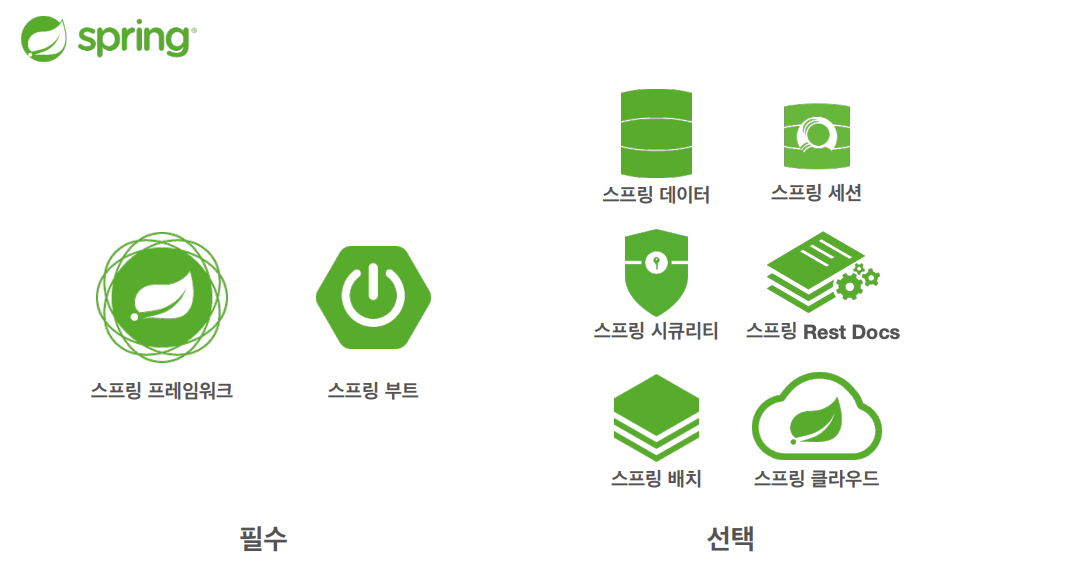 spring®
스프링 데이터
스프링 세션
스프링 시큐리티
스프링 Rest Docs
스프링 프레임워크
스프링 부트
스프링 배치
스프링 클라우드
필수
선택